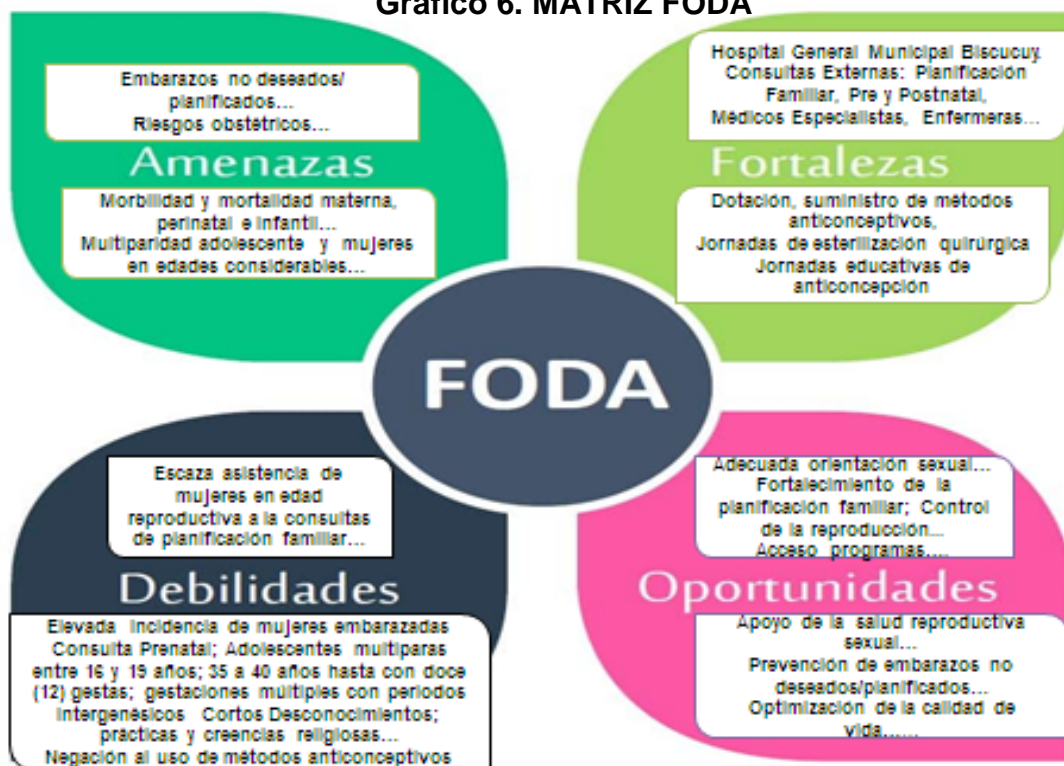 Gráfico 6. MATRIZ FODA
Embarazos no deseados/
planificados...
Riesgos obstétricos...
Amenazas
Morbilidad y mortalidad materna,
perinatal e infantil...
Multiparidad adolescente y mujeres
en edades considerables...
Hospital General Municipal Biscucuy.
Consultas Externas: Planificación
Familiar, Pre y Postnatal,
Médicos Especialistas, Enfermeras...
Fortalezas
Dotación, suministro de métodos
anticonceptivos,
Jornadas de esterilización quirúrgica
Jornadas educativas de
anticoncepción
FODA
Escaza asistencia de
mujeres en edad
reproductiva a la consultas
de planificación familiar...
Debilidades
Elevada incidencia de mujeres embarazadas
Consulta Prenatal; Adolescentes multiparas
entre 16 y 19 años; 35 a 40 años hasta con doce
(12) gestas; gestaciones múltiples con periodos
intergenésicos Cortos Desconocimientos;
prácticas y creencias religiosas...
Negación al uso de métodos anticonceptivos
Adecuada orientación sexual...
Fortalecimiento de la
planificación familiar; Control
de la reproducción...
Acceso programas....
Oportunidades
Apoyo de la salud reproductiva
sexual...
Prevención de embarazos no
deseados/planificados...
Optimización de la calidad de
vida......